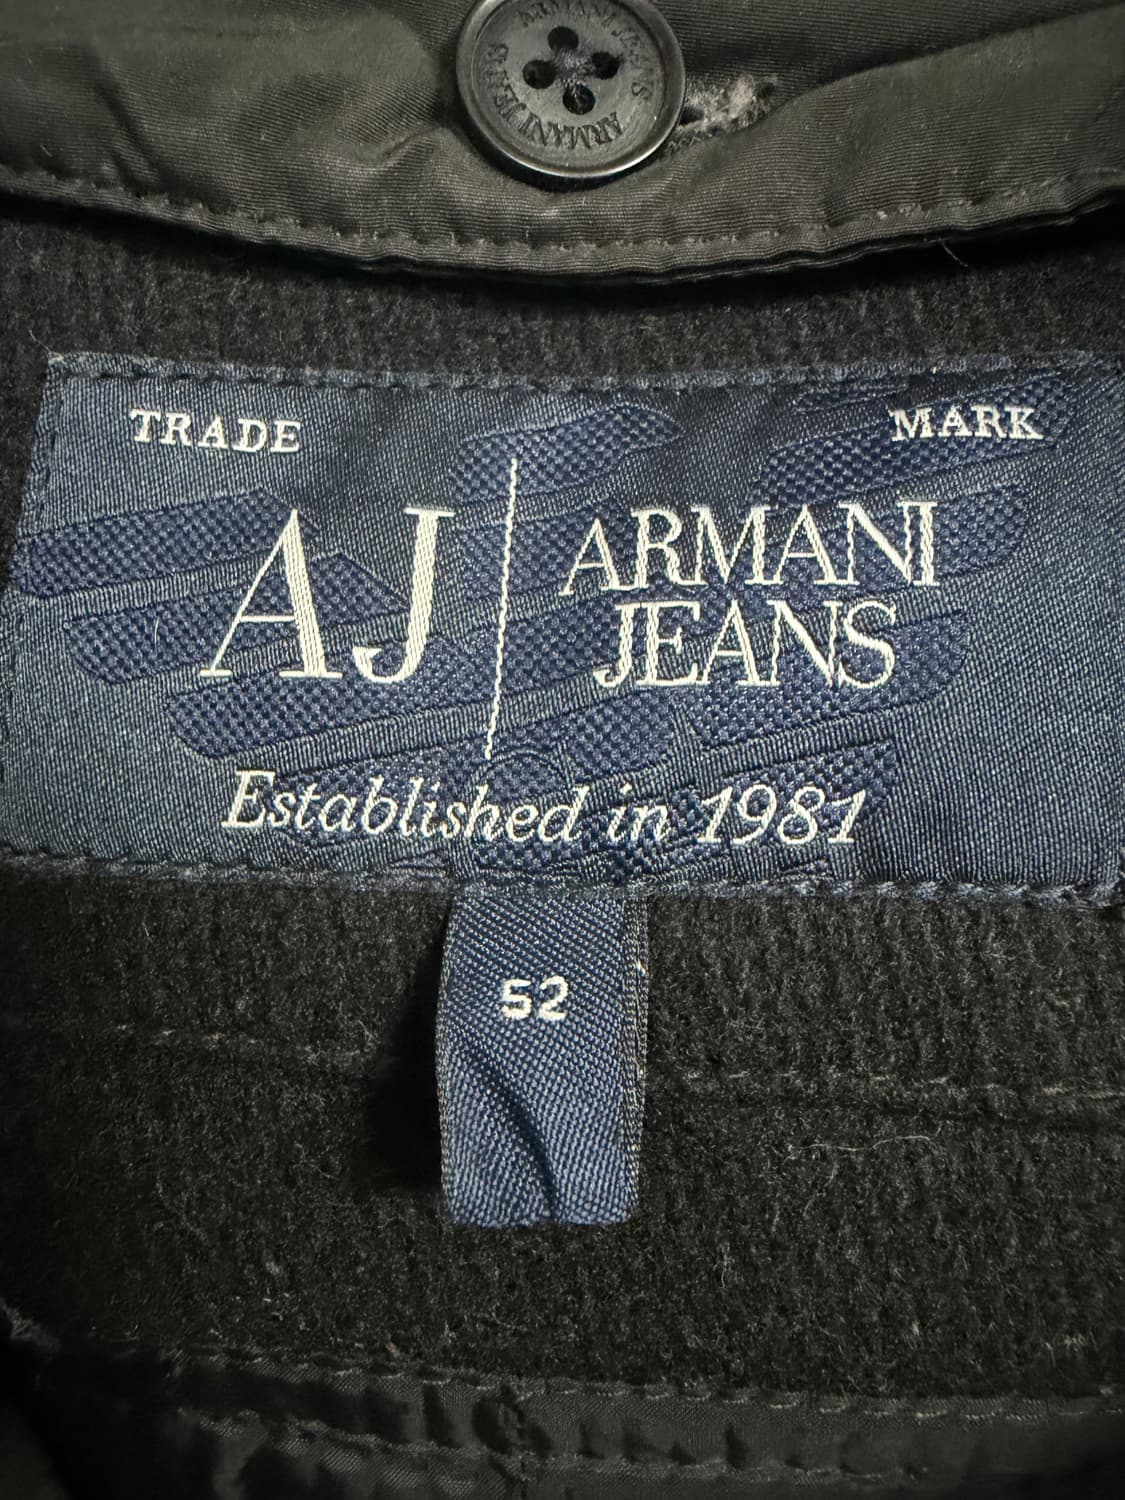 ARMANI JEANS
ARMANI JEANS
TRADE MARK
AJ
ARMANI
JEANS
Established in 1981
52